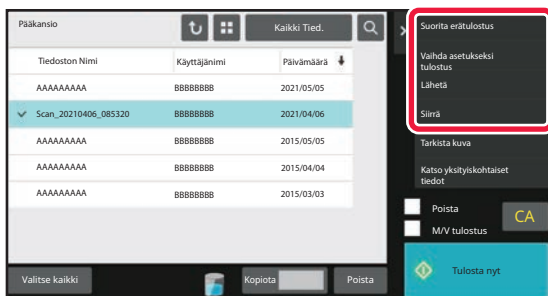 Pääkansio
Kaikki Tied.
Tiedoston Nimi Käyttäjänimi Päivämäärä
AAAAAAAAA BBBBBBBB 2021/05/05
Scan_20210406_085320 BBBBBBBB 2021/04/06
AAAAAAAAA BBBBBBBB 2015/05/05
AAAAAAAAA BBBBBBBB 2015/04/04
AAAAAAAAA BBBBBBBB 2015/03/03
Valitse kaikki
Kopiota
Poista
Suorita erätulostus
Vaihda asetukseksi
tulostus
Lähetä
Siirrä
Tarkista kuva
Katso yksityiskohtaiset
tiedot
Poista
M/V tulostus
CA
Tulosta nyt